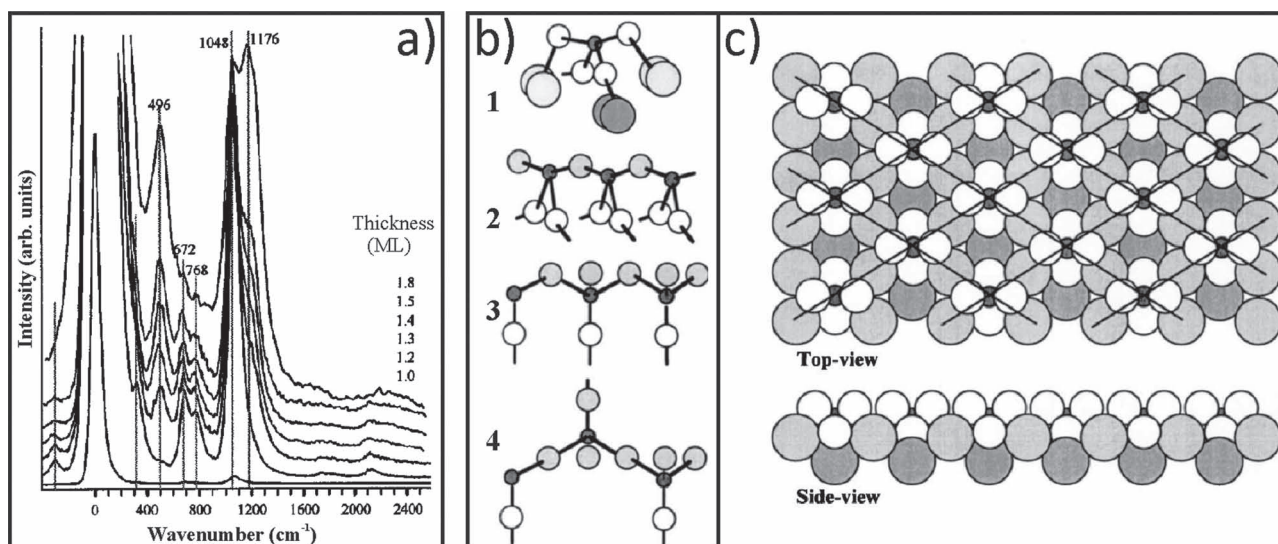 a)
1048
1176
496
672
768
Thickness
(ML)
1.8
1.5
1.4
1.3
1.2
1.0
Intensity (arb. units)
0 400 800 1200 1600 2000 2400
Wavenumber (cm⁻¹)
b)
1
2
3
4
c)
Top-view
Side-view